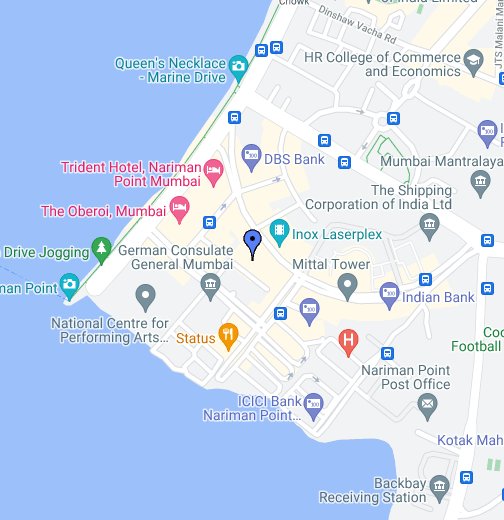 Chowk
Dinshaw Vacha Rd
of India Limited
JTS Malani Mar
HR College of Commerce
and Economics
Queen's Necklace
- Marine Drive
DBS Bank
Trident Hotel, Nariman
Point Mumbai
Mumbai Mantralaya
The Oberoi, Mumbai
The Shipping
Corporation of India Ltd
Inox Laserplex
Drive Jogging
German Consulate
General Mumbai
Mittal Tower
man Point
Indian Bank
National Centre for
Performing Arts...
Status
H
Coo
Football
Nariman Point
Post Office
ICICI Bank
Nariman Point...
Kotak Mah
Backbay
Receiving Station